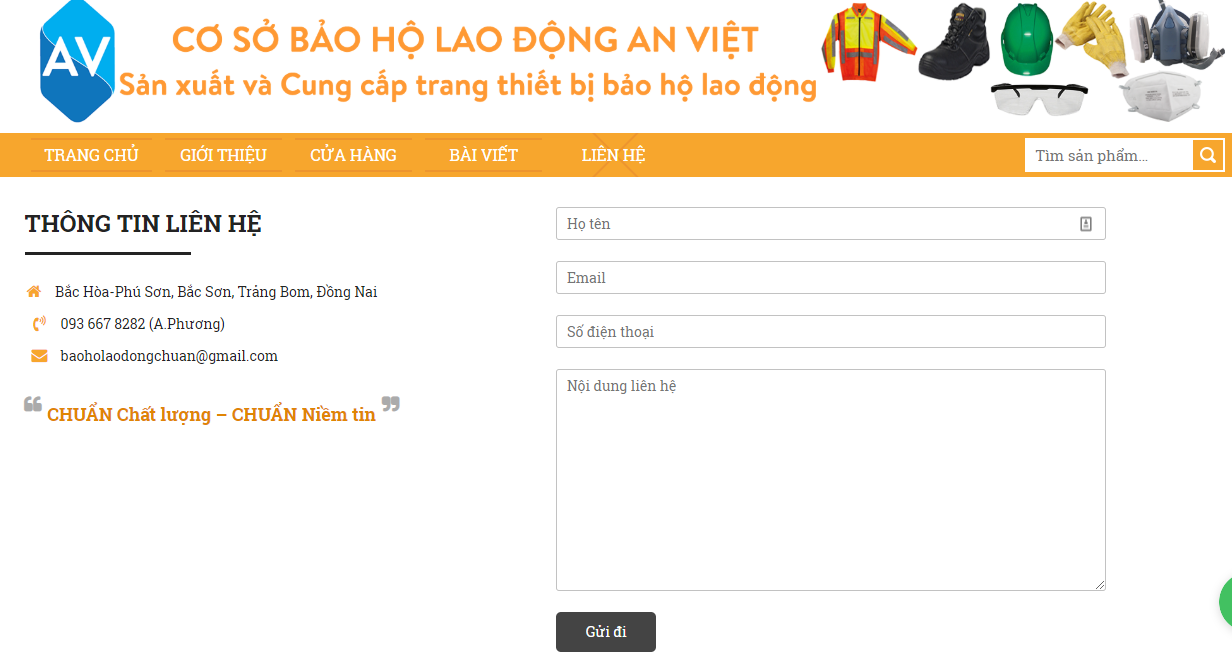 AV
CƠ SỞ BẢO HỘ LAO ĐỘNG AN VIỆT
Sản xuất và Cung cấp trang thiết bị bảo hộ lao động
TRANG CHỦ GIỚI THIỆU CỬA HÀNG BÀI VIẾT LIÊN HỆ Tìm sản phẩm...
THÔNG TIN LIÊN HỆ
Bắc Hòa-Phú Sơn, Bắc Sơn, Trảng Bom, Đồng Nai
093 667 8282 (A.Phương)
baoholaodongchuan@gmail.com
❝ CHUẨN Chất lượng – CHUẨN Niềm tin ❞
Họ tên
Email
Số điện thoại
Nội dung liên hệ
Gửi đi